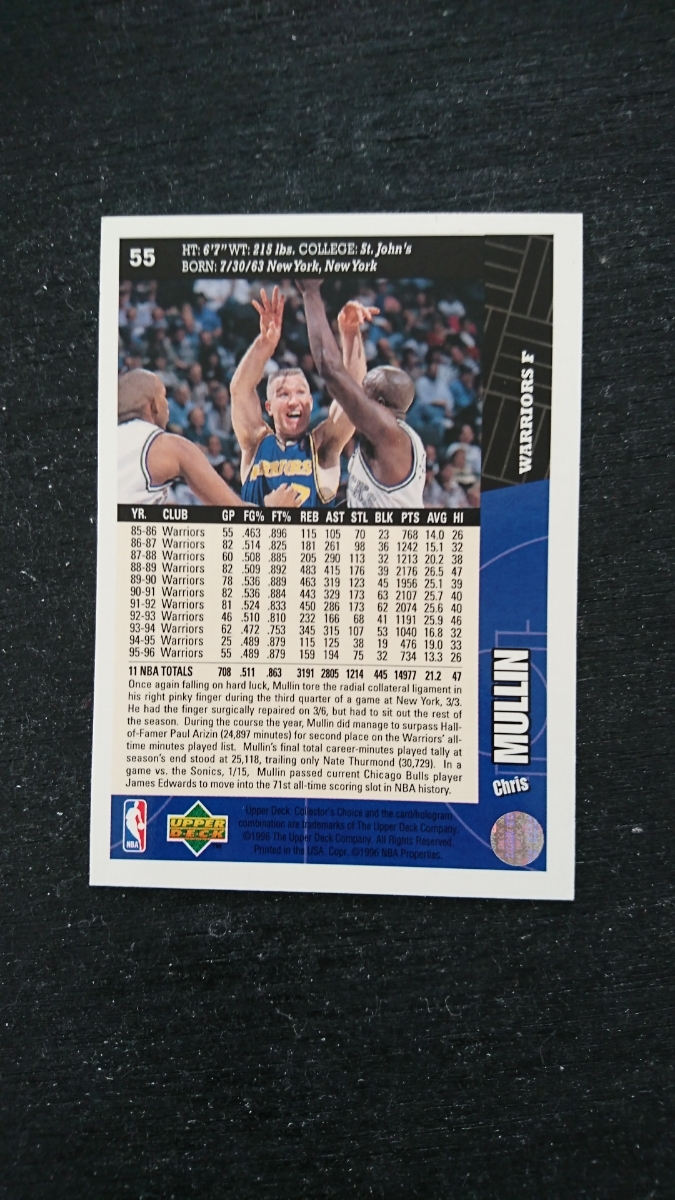 55
HT: 6'7" WT: 215 lbs. COLLEGE: St. John's
BORN: 7/30/63 New York, New York
WARRIORS F
WARRIORS
YR. CLUB GP FG% FT% REB AST STL BLK PTS AVG HI
85-86 Warriors 55 .463 .896 115 105 70 23 768 14.0 26
86-87 Warriors 82 .514 .825 181 261 98 36 1242 15.1 32
87-88 Warriors 60 .508 .885 205 290 113 32 1213 20.2 38
88-89 Warriors 82 .509 .892 483 415 176 39 2176 26.5 47
89-90 Warriors 78 .536 .889 463 319 123 45 1956 25.1 39
90-91 Warriors 82 .536 .884 443 329 173 63 2107 25.7 40
91-92 Warriors 81 .524 .833 450 286 173 62 2074 25.6 40
92-93 Warriors 46 .510 .810 232 166 68 41 1191 25.9 46
93-94 Warriors 62 .472 .753 345 315 107 53 1040 16.8 32
94-95 Warriors 25 .489 .879 115 125 38 19 476 19.0 33
95-96 Warriors 55 .489 .879 159 194 75 32 734 13.3 26
11 NBA TOTALS 708 .511 .863 3191 2805 1214 445 14977 21.2 47
Once again falling on hard luck, Mullin tore the radial collateral ligament in
his right pinky finger during the third quarter of a game at New York, 3/3.
He had the finger surgically repaired on 3/6, but had to sit out the rest of
the season. During the course the year, Mullin did manage to surpass Hall-
of-Famer Paul Arizin (24,897 minutes) for second place on the Warriors' all-
time minutes played list. Mullin's final total career-minutes played tally at
season's end stood at 25,118, trailing only Nate Thurmond (30,729). In a
game vs. the Sonics, 1/15, Mullin passed current Chicago Bulls player
James Edwards to move into the 71st all-time scoring slot in NBA history.
Chris MULLIN
NBA
UPPER
DECK
Upper Deck, Collector's Choice and the card/hologram
combination are trademarks of The Upper Deck Company.
©1996 The Upper Deck Company. All Rights Reserved.
Printed in the USA. Copr. ©1996 NBA Properties.